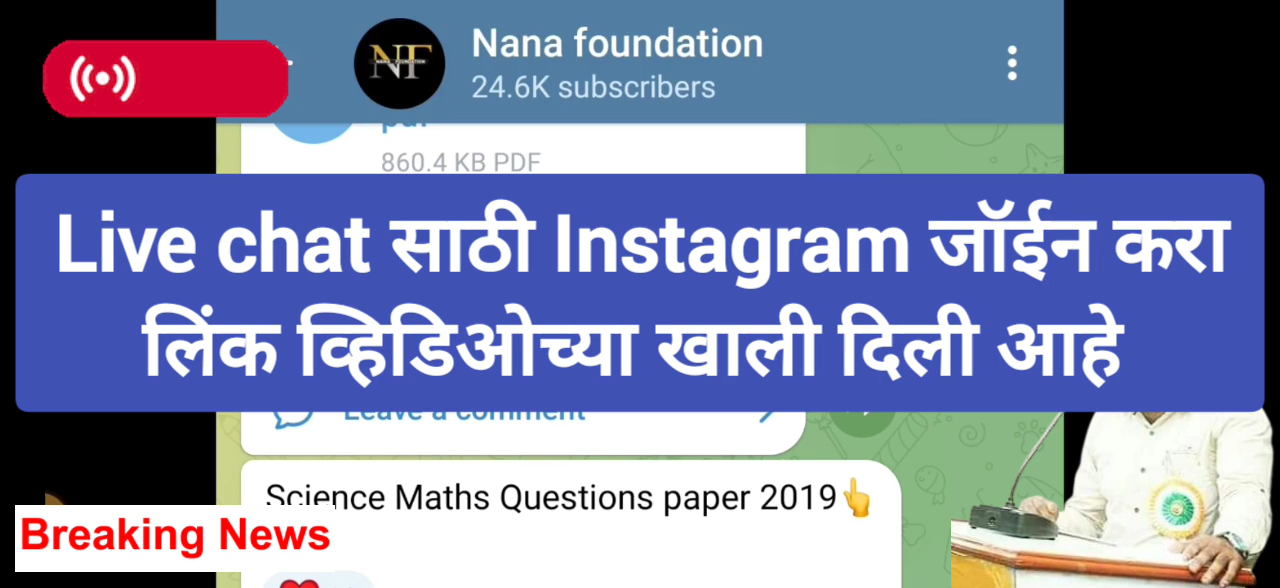 Nana foundation
24.6K subscribers
NF
860.4 KB PDF
Live chat साठी Instagram जॉईन करा
लिंक व्हिडिओच्या खाली दिली आहे
Leave a comment
Science Maths Questions paper 2019👆
Breaking News